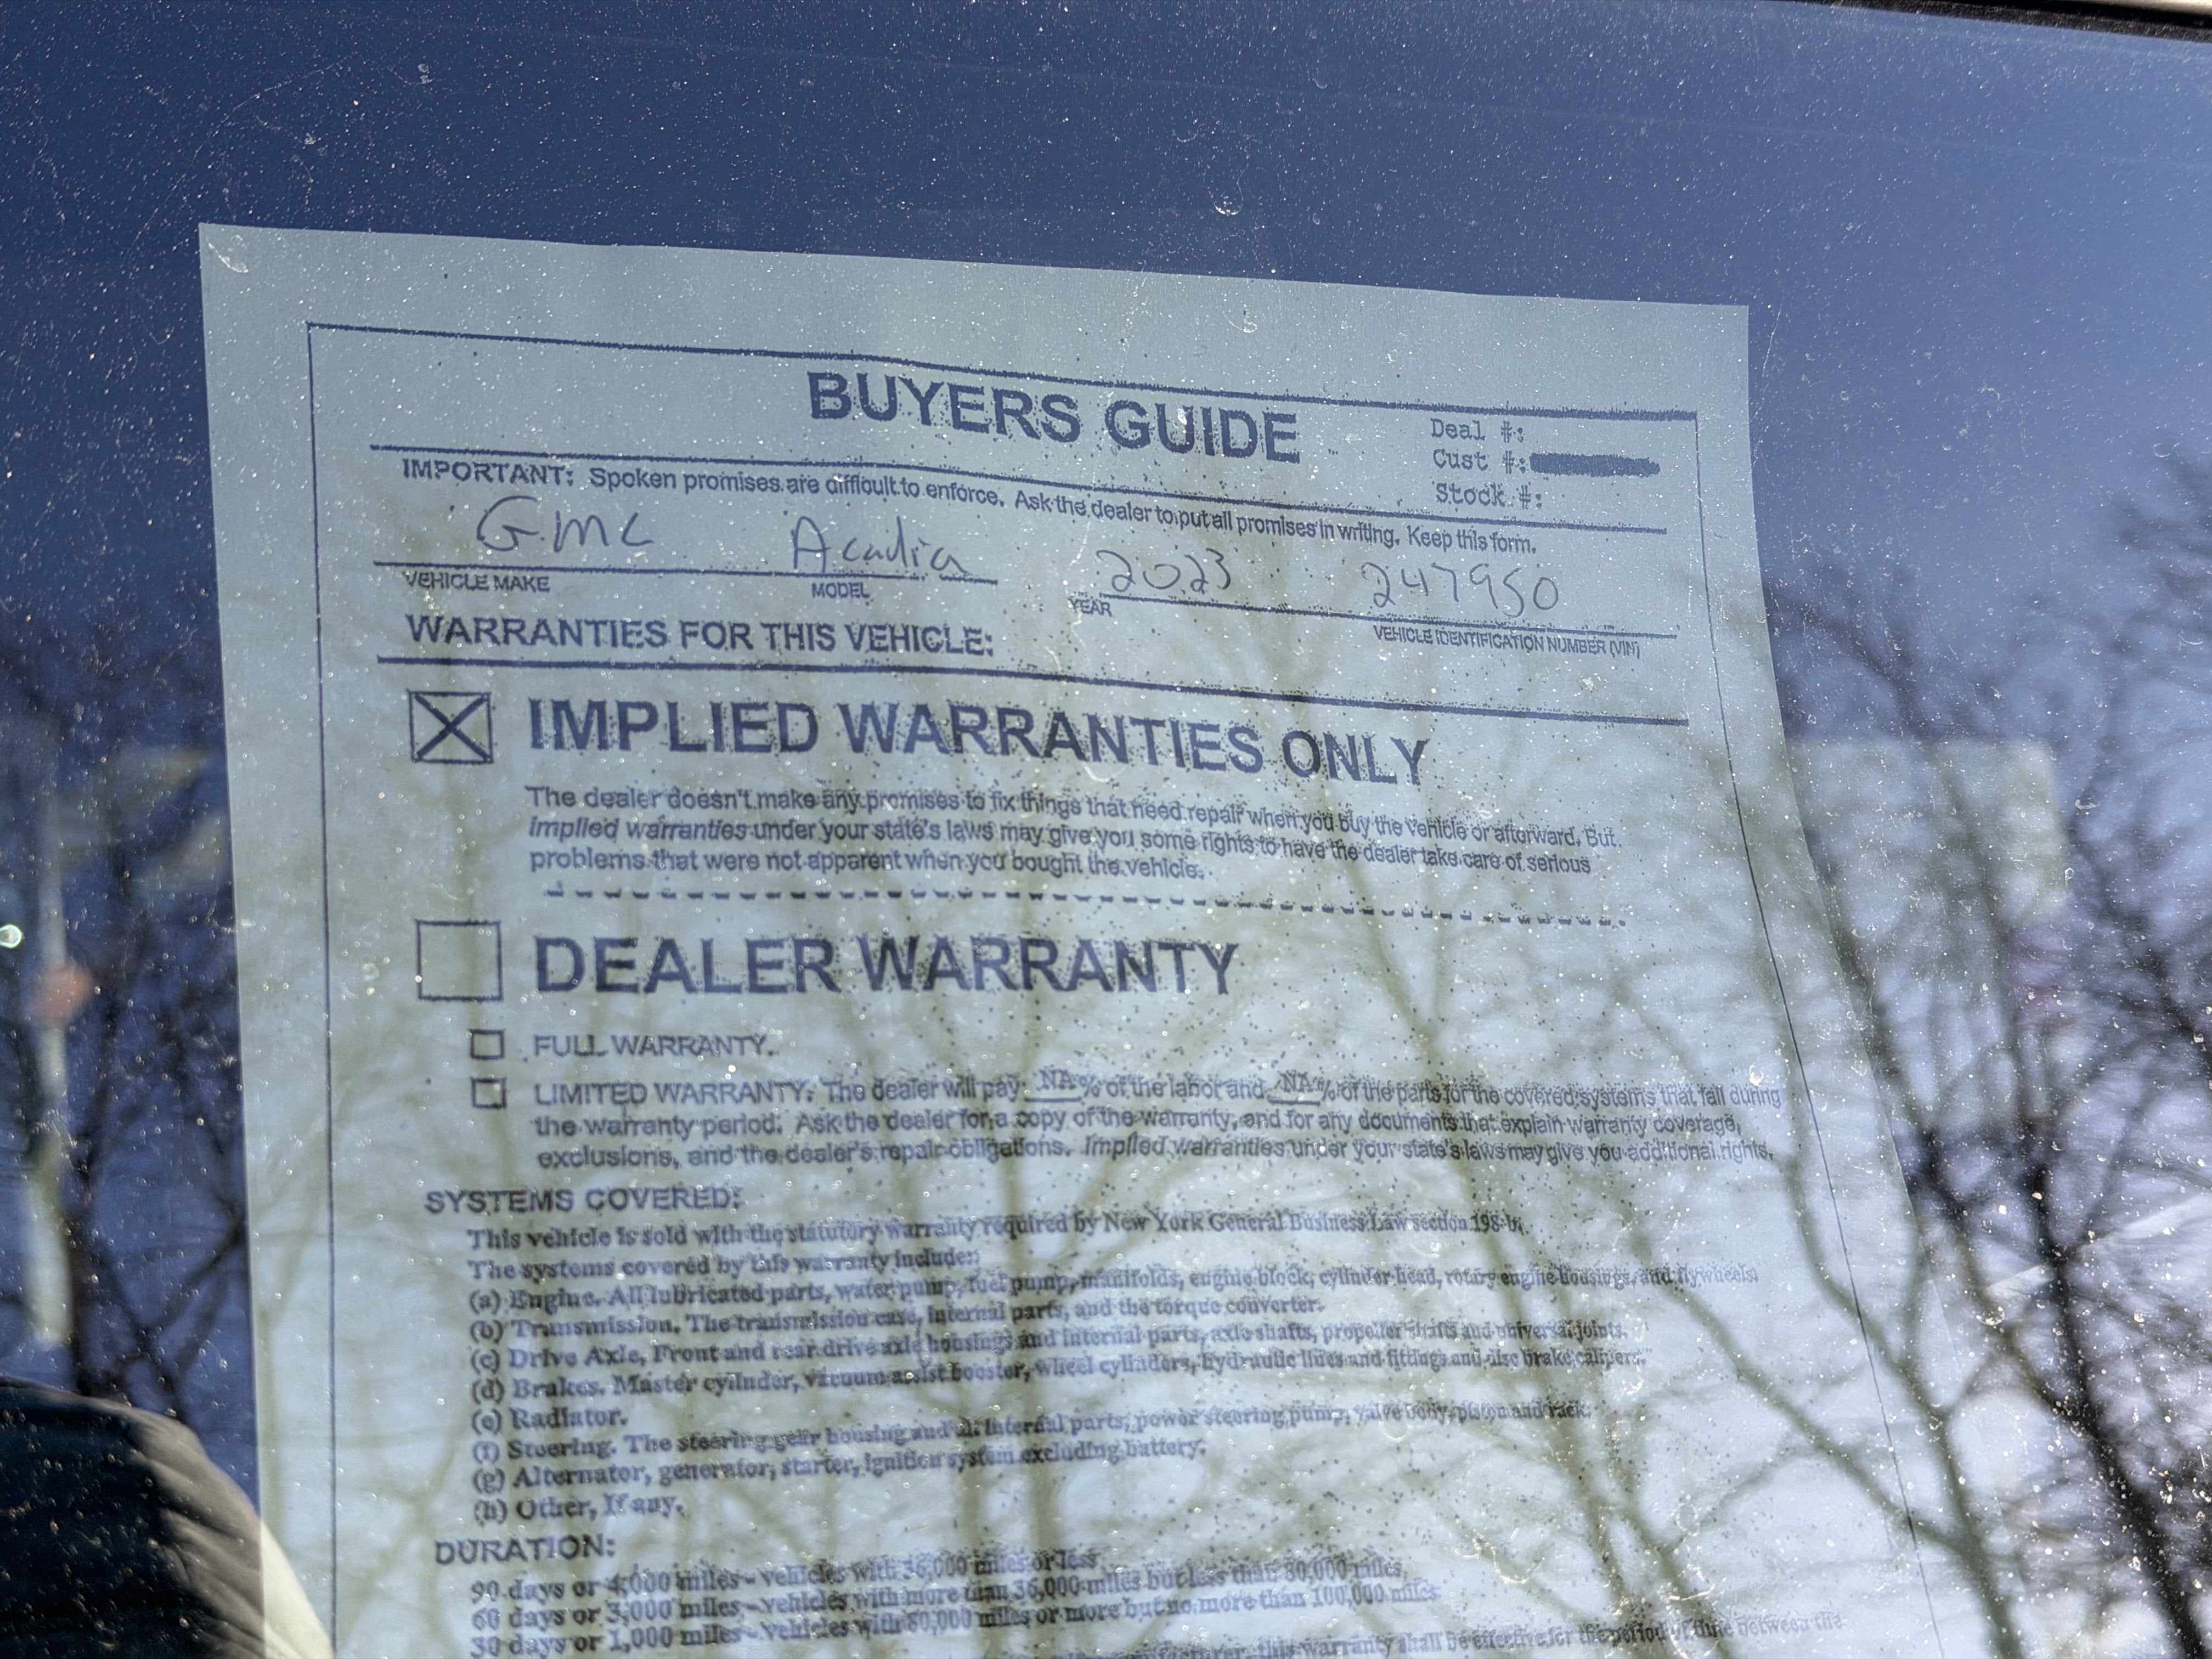 BUYERS GUIDE
Deal #:
Cust #:
Stock #:
IMPORTANT: Spoken promises are difficult to enforce. Ask the dealer to put all promises in writing. Keep this form.
GMC Acadia 2023 247950
VEHICLE MAKE MODEL YEAR VEHICLE IDENTIFICATION NUMBER (VIN)
WARRANTIES FOR THIS VEHICLE:
IMPLIED WARRANTIES ONLY
The dealer doesn't make any promises to fix things that need repair when you buy the vehicle or afterward. But
implied warranties under your state's laws may give you some rights to have the dealer take care of serious
problems that were not apparent when you bought the vehicle.
DEALER WARRANTY
FULL WARRANTY.
LIMITED WARRANTY. The dealer will pay NA % of the labor and NA % of the parts for the covered systems that fail during
the warranty period. Ask the dealer for a copy of the warranty, and for any documents that explain warranty coverage,
exclusions, and the dealer's repair obligations. Implied warranties under your state's laws may give you additional rights.
SYSTEMS COVERED:
This vehicle is sold with the statutory warranty required by New York General Business Law section 198-b.
The systems covered by this warranty include:
(a) Engine. All lubricated parts, water pump, fuel pump, manifolds, engine block, cylinder head, rotary engine housings, and flywheels.
(b) Transmission. The transmission case, internal parts, and the torque converter.
(c) Drive Axle, Front and rear drive axle housings and internal parts, axle shafts, propeller shafts and universal joints.
(d) Brakes. Master cylinder, vacuum assist booster, wheel cylinders, hydraulic lines and fittings and disc brake calipers.
(e) Radiator.
(f) Steering. The steering gear housing and all internal parts, power steering pump, valve body, piston and rack.
(g) Alternator, generator, starter, ignition system excluding battery.
(h) Other, If any.
DURATION:
90 days or 4,000 miles - vehicles with 36,000 miles or less
60 days or 3,000 miles - vehicles with more than 36,000 miles but less than 80,000 miles,
30 days or 1,000 miles - vehicles with 80,000 miles or more but no more than 100,000 miles
this warranty shall be effective for the period of time between the